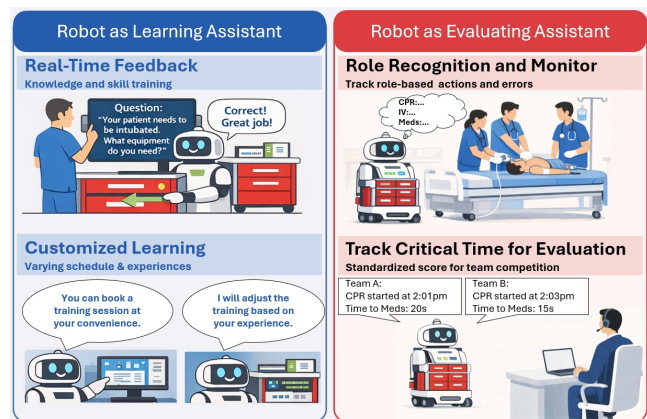 Robot as Learning Assistant
Real-Time Feedback
Knowledge and skill training
Question:
"Your patient needs to
be intubated.
What equipment
do you need?"
Correct!
Great job!
Customized Learning
Varying schedule & experiences
You can book a
training session at
your convenience.
I will adjust the
training based on
your experience.
Robot as Evaluating Assistant
Role Recognition and Monitor
Track role-based actions and errors
CPR:...
IV:...
Meds:...
Track Critical Time for Evaluation
Standardized score for team competition
Team A:
CPR started at 2:01pm
Time to Meds: 20s
Team B:
CPR started at 2:03pm
Time to Meds: 15s